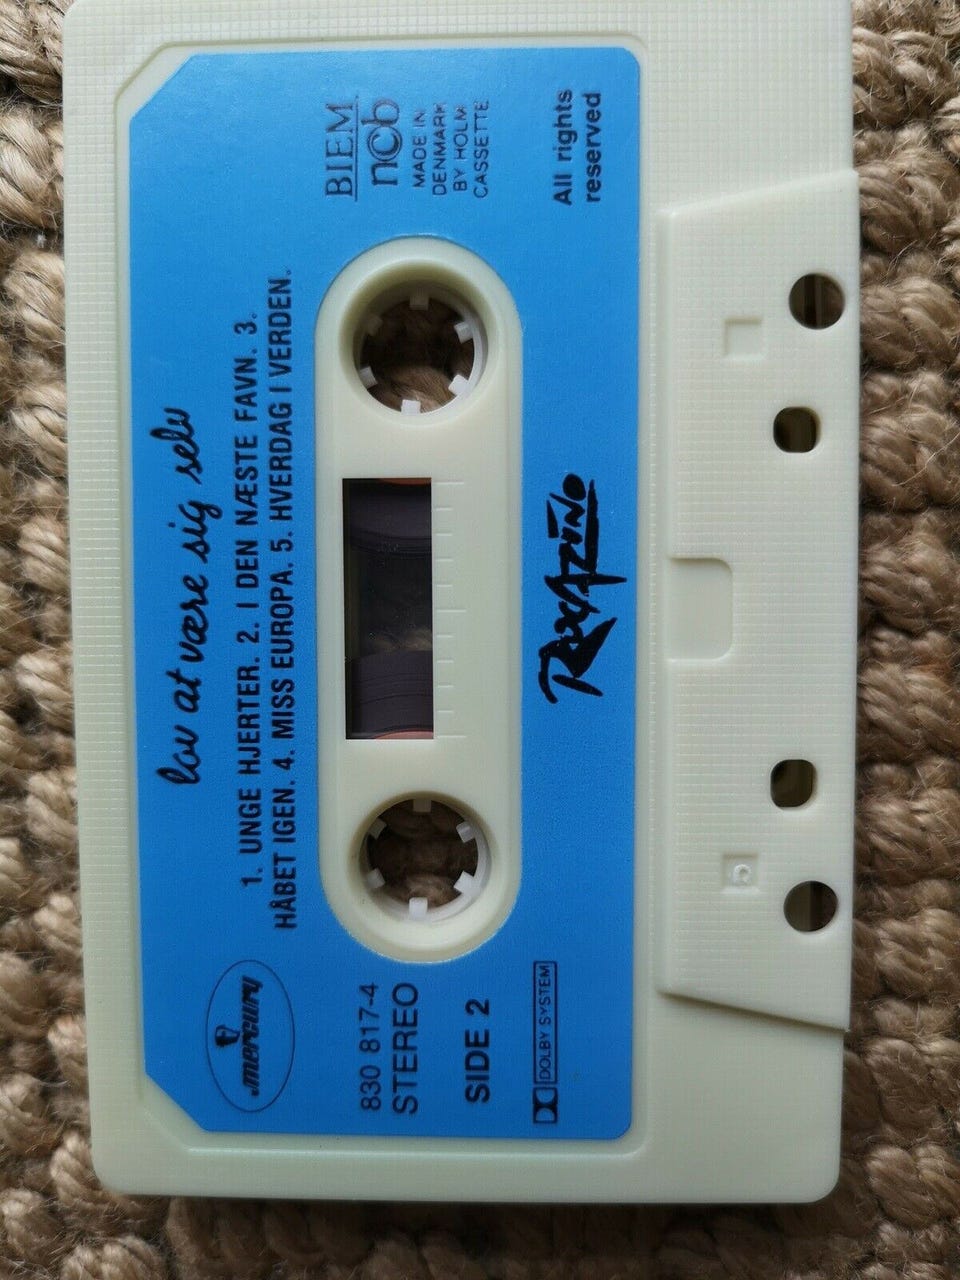 lov at være sig selv
1. UNGE HJERTER. 2. I DEN NÆSTE FAVN. 3.
HÅBET IGEN. 4. MISS EUROPA. 5. HVERDAG I VERDEN.
mercury
830 817-4
STEREO
SIDE 2
DOLBY SYSTEM
BIEM
ncb
MADE IN
DENMARK
BY HOLM
CASSETTE
All rights
reserved
ROCAZINO